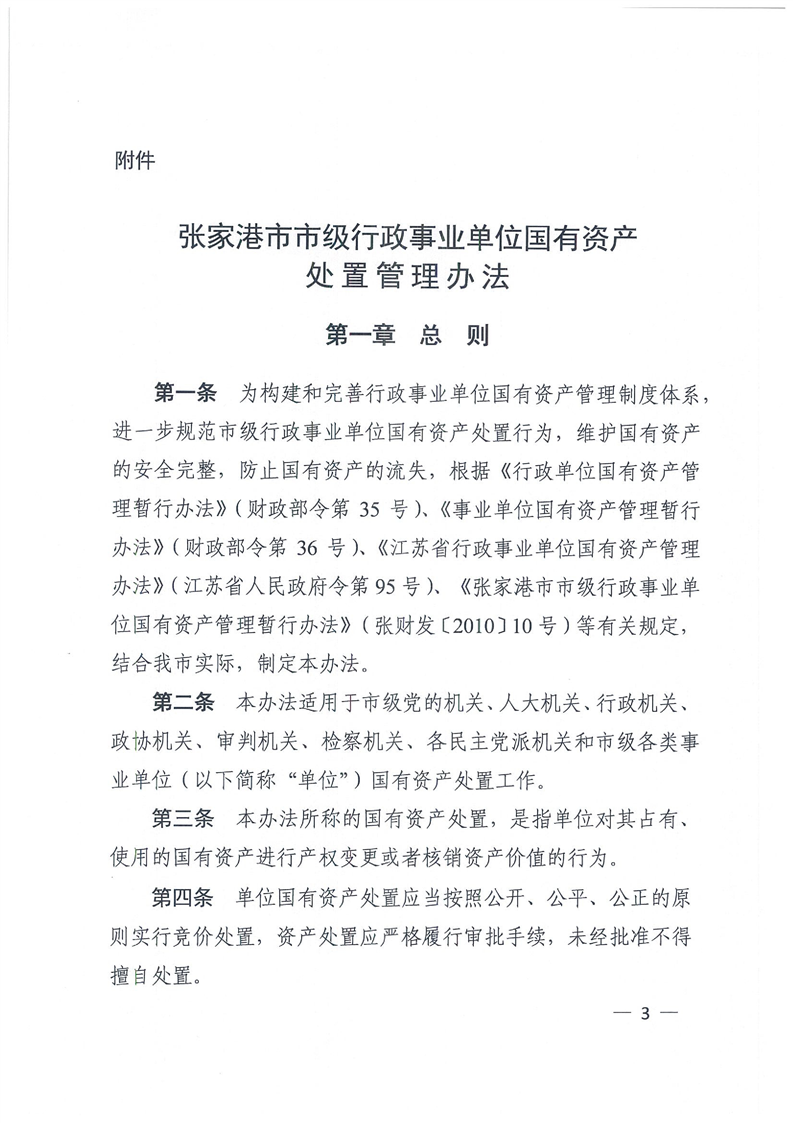 附件
张家港市市级行政事业单位国有资产
处置管理办法
第一章 总 则
第一条 为构建和完善行政事业单位国有资产管理制度体系，
进一步规范市级行政事业单位国有资产处置行为，维护国有资产
的安全完整，防止国有资产的流失，根据《行政单位国有资产管
理暂行办法》（财政部令第 35 号）、《事业单位国有资产管理暂行
办法》（财政部令第 36 号）、《江苏省行政事业单位国有资产管理
办法》（江苏省人民政府令第 95 号）、《张家港市市级行政事业单
位国有资产管理暂行办法》（张财发〔2010〕10 号）等有关规定，
结合我市实际，制定本办法。
第二条 本办法适用于市级党的机关、人大机关、行政机关、
政协机关、审判机关、检察机关、各民主党派机关和市级各类事
业单位（以下简称“单位”）国有资产处置工作。
第三条 本办法所称的国有资产处置，是指单位对其占有、
使用的国有资产进行产权变更或者核销资产价值的行为。
第四条 单位国有资产处置应当按照公开、公平、公正的原
则实行竞价处置，资产处置应严格履行审批手续，未经批准不得
擅自处置。
— 3 —